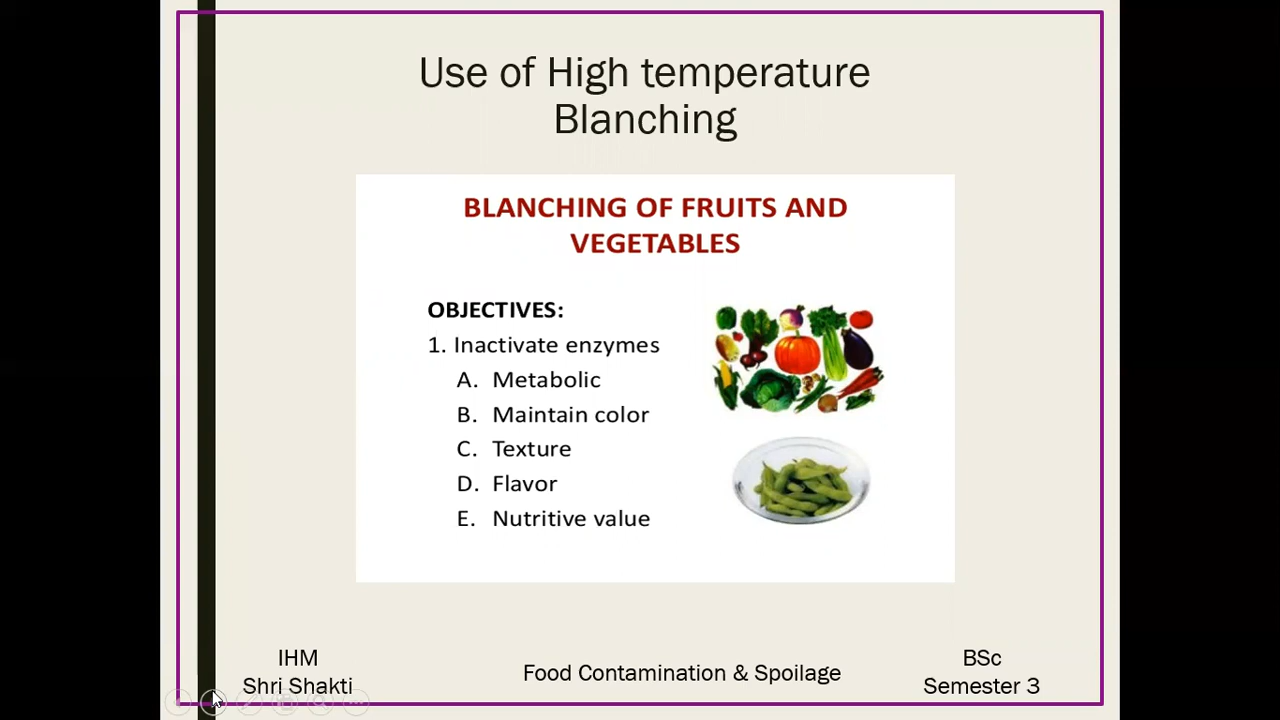 Use of High temperature
Blanching
BLANCHING OF FRUITS AND
VEGETABLES
OBJECTIVES:
1. Inactivate enzymes
A. Metabolic
B. Maintain color
C. Texture
D. Flavor
E. Nutritive value
IHM
Shri Shakti
Food Contamination & Spoilage
BSc
Semester 3